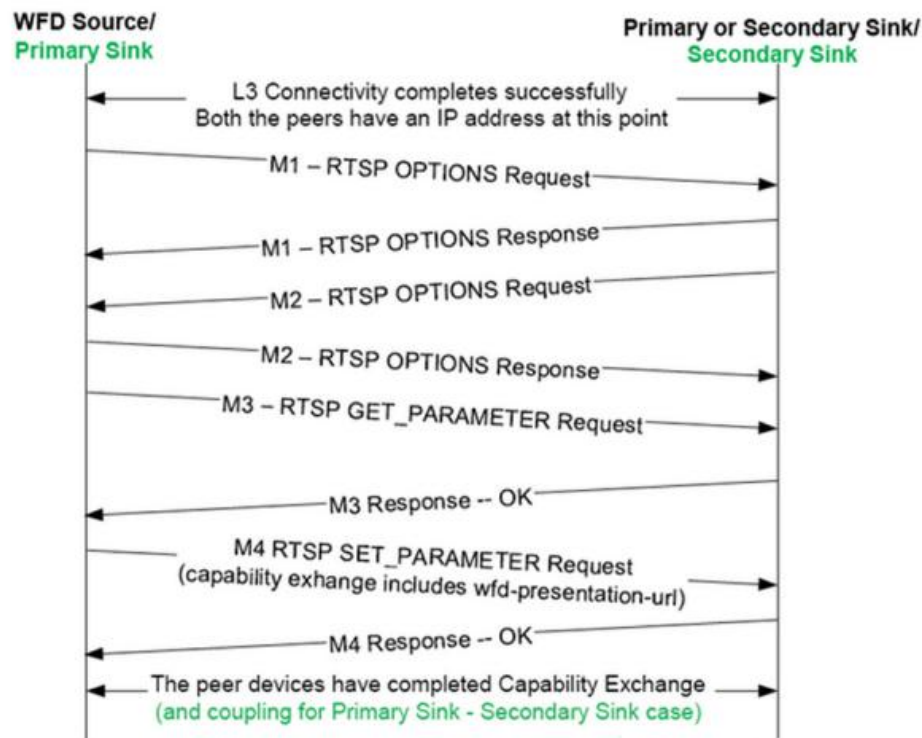 WFD Source/
Primary Sink
Primary or Secondary Sink/
Secondary Sink
L3 Connectivity completes successfully
Both the peers have an IP address at this point
M1 – RTSP OPTIONS Request
M1 – RTSP OPTIONS Response
M2 – RTSP OPTIONS Request
M2 – RTSP OPTIONS Response
M3 – RTSP GET_PARAMETER Request
M3 Response -- OK
M4 RTSP SET_PARAMETER Request
(capability exhange includes wfd-presentation-url)
M4 Response -- OK
The peer devices have completed Capability Exchange
(and coupling for Primary Sink - Secondary Sink case)